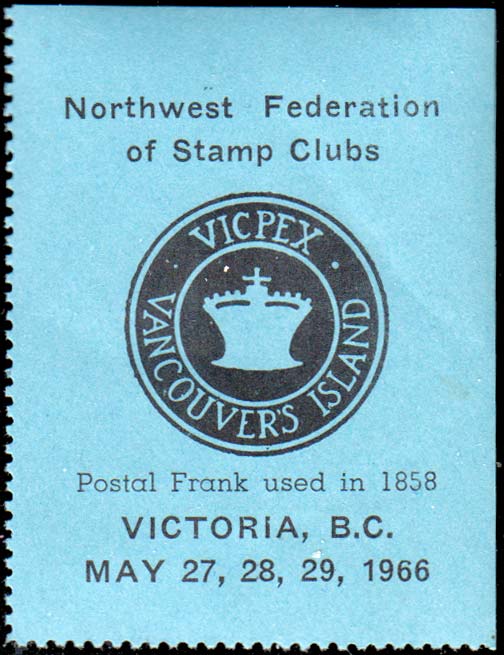 Northwest Federation
of Stamp Clubs
VICPEX
VANCOUVER'S ISLAND
Postal Frank used in 1858
VICTORIA, B.C.
MAY 27, 28, 29, 1966